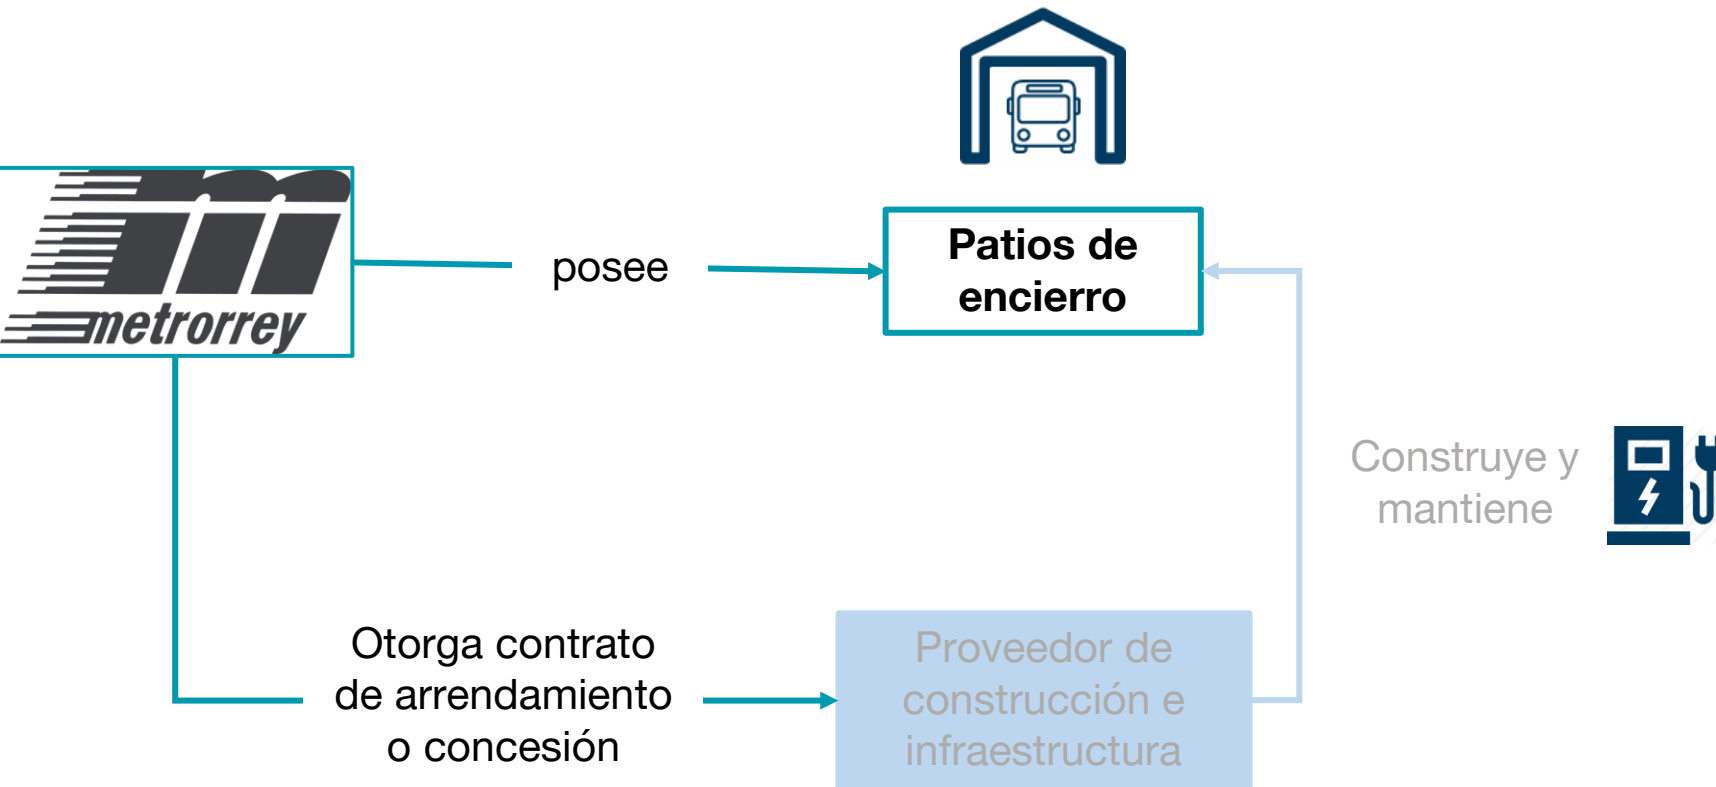 metrorrey
posee
Patios de
encierro
Construye y
mantiene
Otorga contrato
de arrendamiento
o concesión
Proveedor de
construcción e
infraestructura